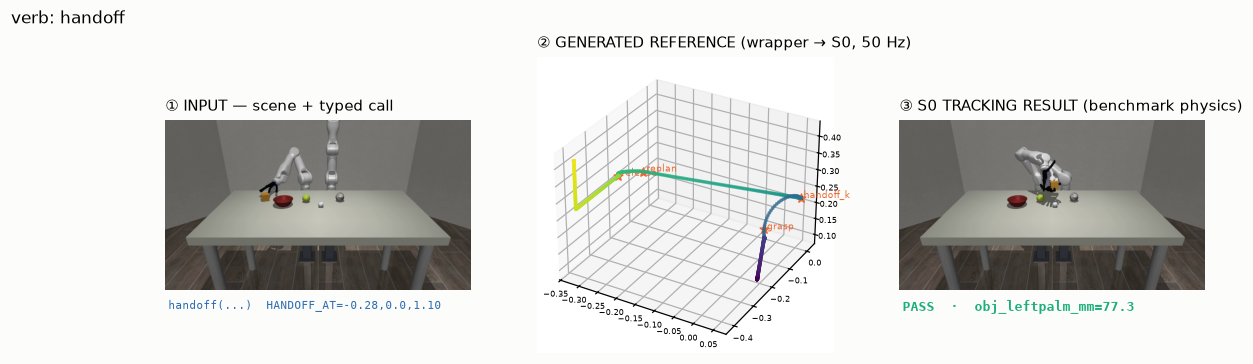 verb: handoff
② GENERATED REFERENCE (wrapper → S0, 50 Hz)
① INPUT — scene + typed call
③ S0 TRACKING RESULT (benchmark physics)
replan
handoff_k
grasp
0.40
0.35
0.30
0.25
0.20
0.15
0.10
0.0
−0.1
−0.2
−0.3
−0.4
−0.35
−0.30
−0.25
−0.20
−0.15
−0.10
−0.05
0.00
0.05
handoff(...)  HANDOFF_AT=-0.28,0.0,1.10
PASS  ·  obj_leftpalm_mm=77.3